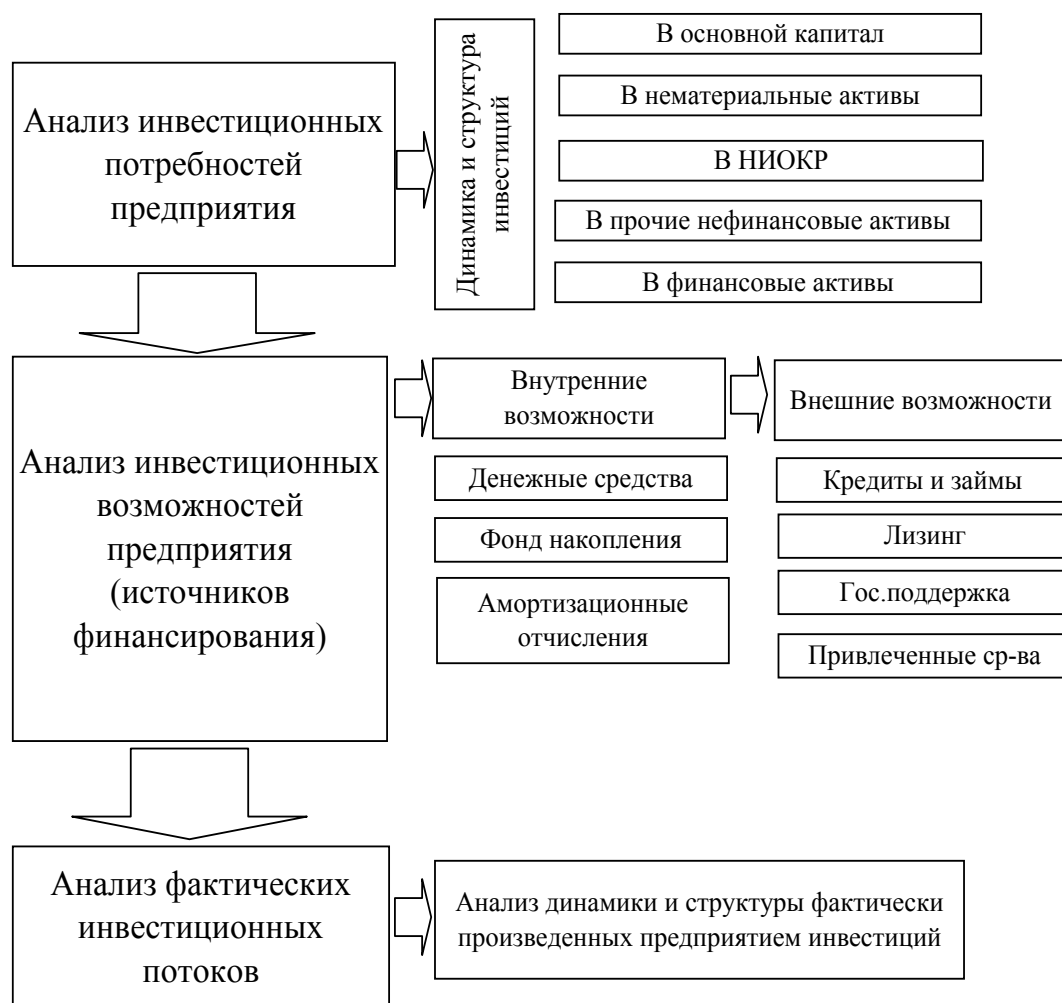 Анализ инвестиционных
потребностей
предприятия
Динамика и структура
инвестиций
В основной капитал
В нематериальные активы
В НИОКР
В прочие нефинансовые активы
В финансовые активы
Анализ инвестиционных
возможностей
предприятия
(источников
финансирования)
Внутренние
возможности
Денежные средства
Фонд накопления
Амортизационные
отчисления
Внешние возможности
Кредиты и займы
Лизинг
Гос.поддержка
Привлеченные ср-ва
Анализ фактических
инвестиционных
потоков
Анализ динамики и структуры фактически
произведенных предприятием инвестиций